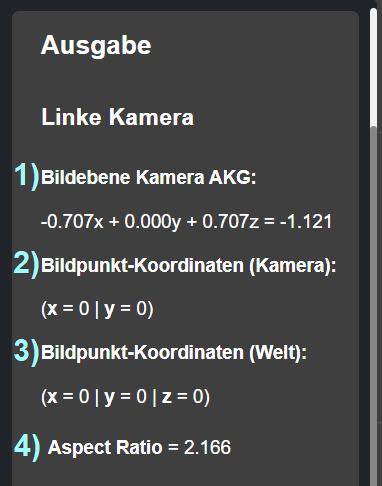 Ausgabe
Linke Kamera
1) Bildebene Kamera AKG:
-0.707x + 0.000y + 0.707z = -1.121
2) Bildpunkt-Koordinaten (Kamera):
(x = 0 | y = 0)
3) Bildpunkt-Koordinaten (Welt):
(x = 0 | y = 0 | z = 0)
4) Aspect Ratio = 2.166